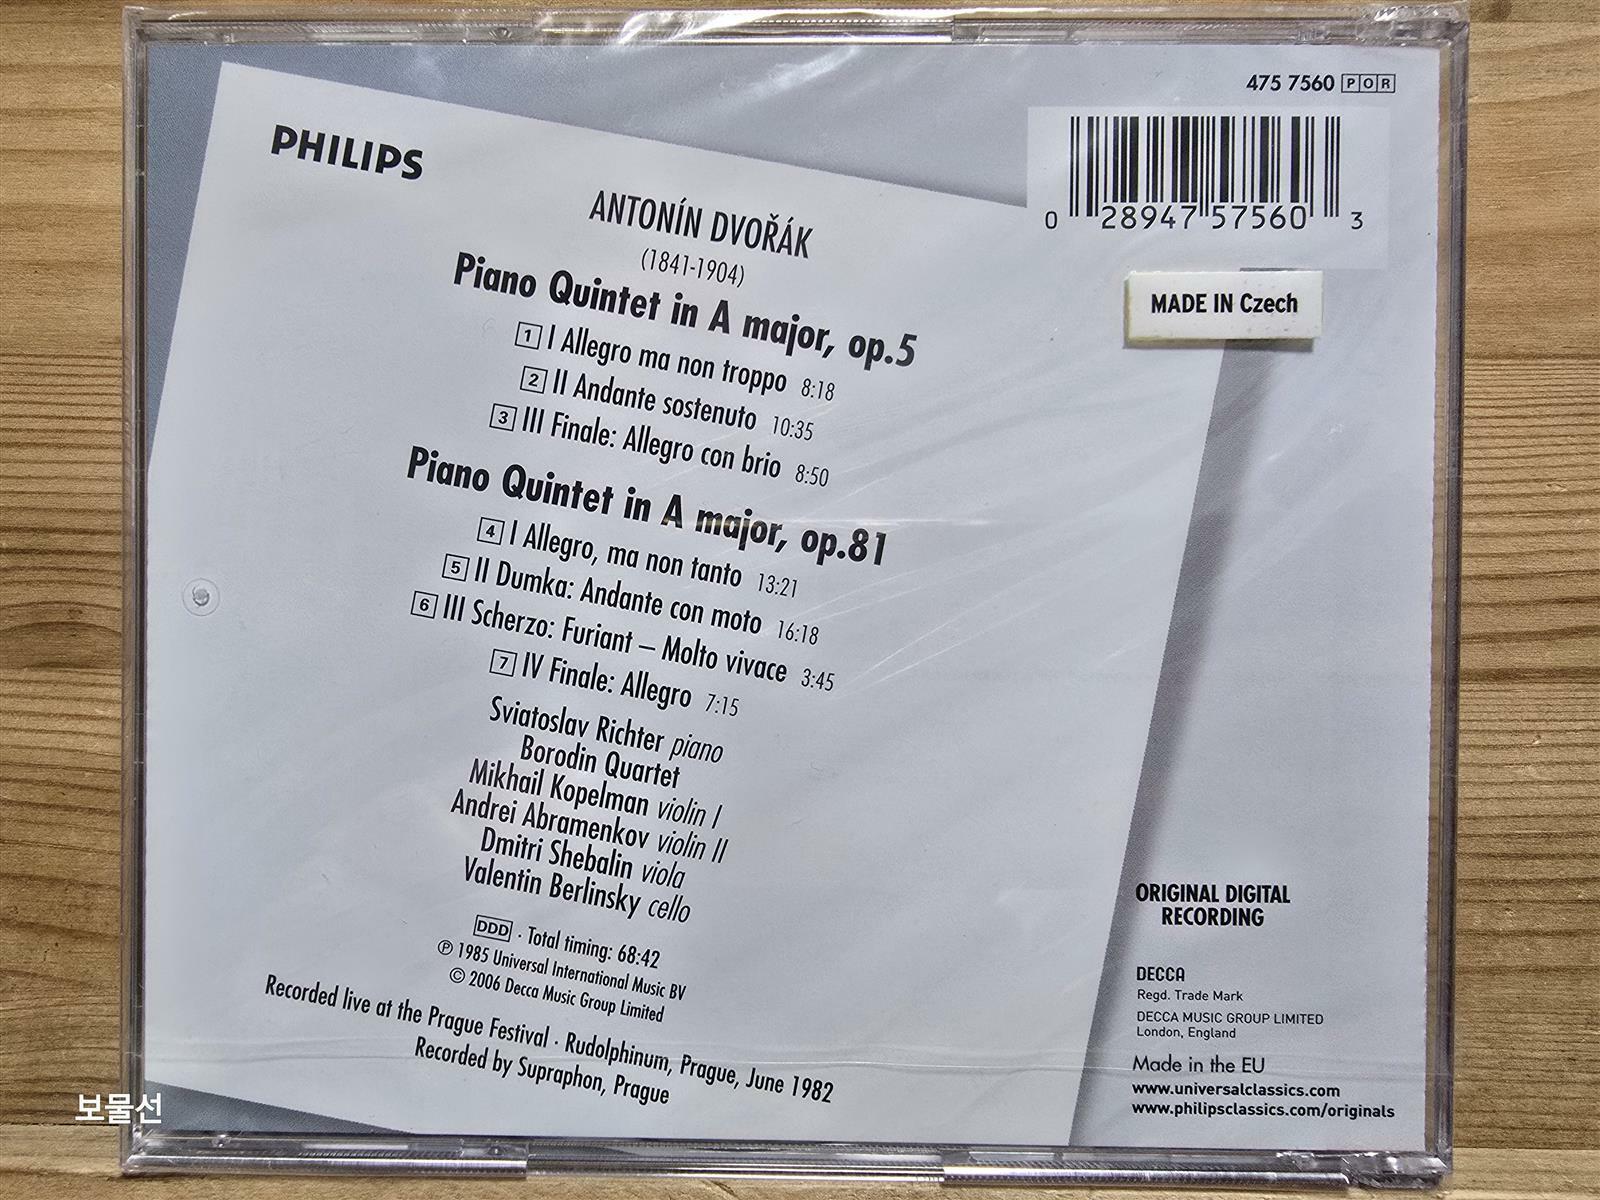 475 7560 POR
PHILIPS
0 28947 57560 3
MADE IN Czech
ANTONÍN DVOŘÁK
(1841-1904)
Piano Quintet in A major, op.5
1 I Allegro ma non troppo 8:18
2 II Andante sostenuto 10:35
3 III Finale: Allegro con brio 8:50
Piano Quintet in A major, op.81
4 I Allegro, ma non tanto 13:21
5 II Dumka: Andante con moto 16:18
6 III Scherzo: Furiant – Molto vivace 3:45
7 IV Finale: Allegro 7:15
Sviatoslav Richter piano
Borodin Quartet
Mikhail Kopelman violin I
Andrei Abramenkov violin II
Dmitri Shebalin viola
Valentin Berlinsky cello
DDD · Total timing: 68:42
℗ 1985 Universal International Music BV
© 2006 Decca Music Group Limited
Recorded live at the Prague Festival · Rudolphinum, Prague, June 1982
Recorded by Supraphon, Prague
ORIGINAL DIGITAL
RECORDING
DECCA
Regd. Trade Mark
DECCA MUSIC GROUP LIMITED
London, England
Made in the EU
www.universalclassics.com
www.philipsclassics.com/originals
보물선